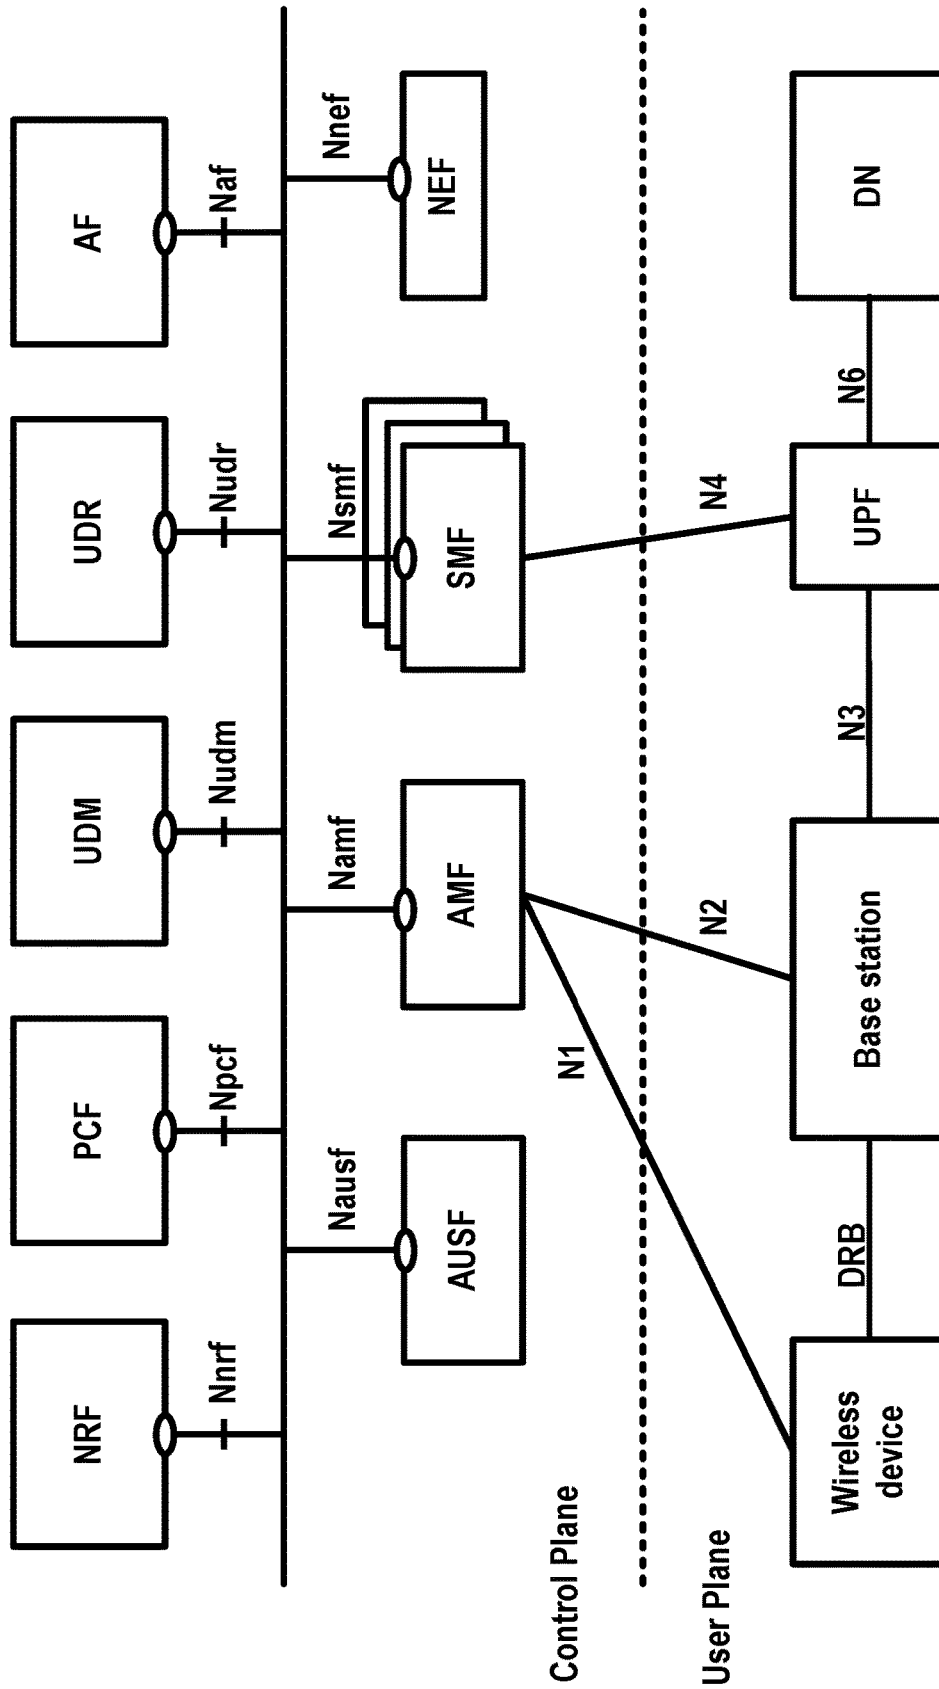 NRF
PCF
UDM
UDR
AF
Nnrf
Npcf
Nudm
Nudr
Naf
Nausf
Namf
Nsmf
Nnef
AUSF
AMF
SMF
NEF
Control Plane
N1
User Plane
N2
N4
Wireless
device
DRB
Base station
N3
UPF
N6
DN